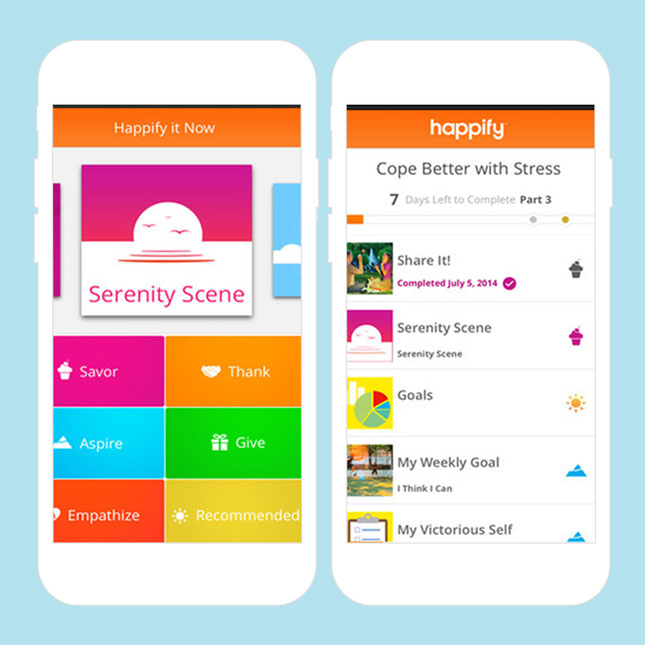 Happify it Now
Serenity Scene
Savor
Thank
Aspire
Give
Empathize
Recommended
happify
Cope Better with Stress
7 Days Left to Complete Part 3
Share It!
Completed July 5, 2014
Serenity Scene
Serenity Scene
Goals
My Weekly Goal
I Think I Can
My Victorious Self